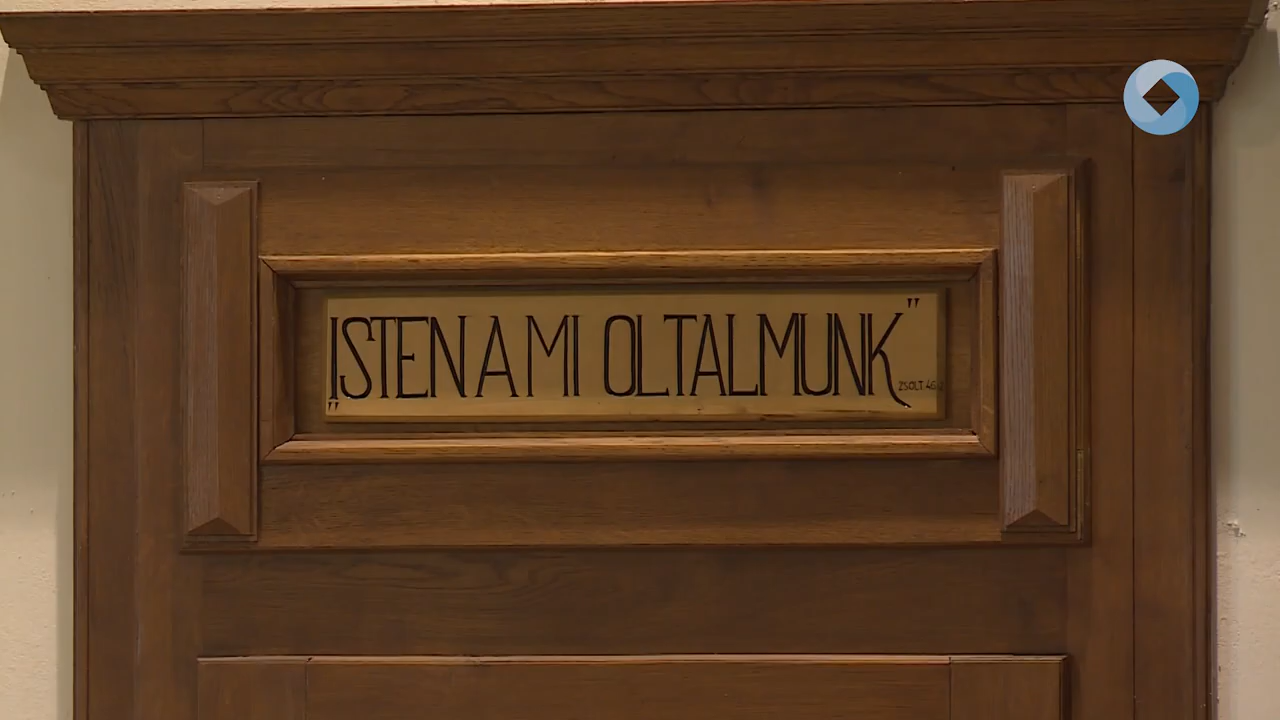 „ISTEN A MI OLTALMUNK”
ZSOLT 46